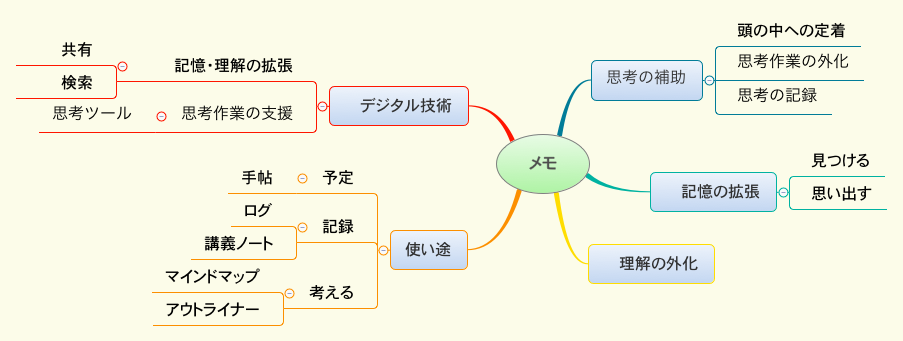 メモ
思考の補助
頭の中への定着
思考作業の外化
思考の記録
記憶の拡張
見つける
思い出す
理解の外化
使い途
予定
手帖
記録
ログ
講義ノート
考える
マインドマップ
アウトライナー
デジタル技術
記憶・理解の拡張
共有
検索
思考作業の支援
思考ツール